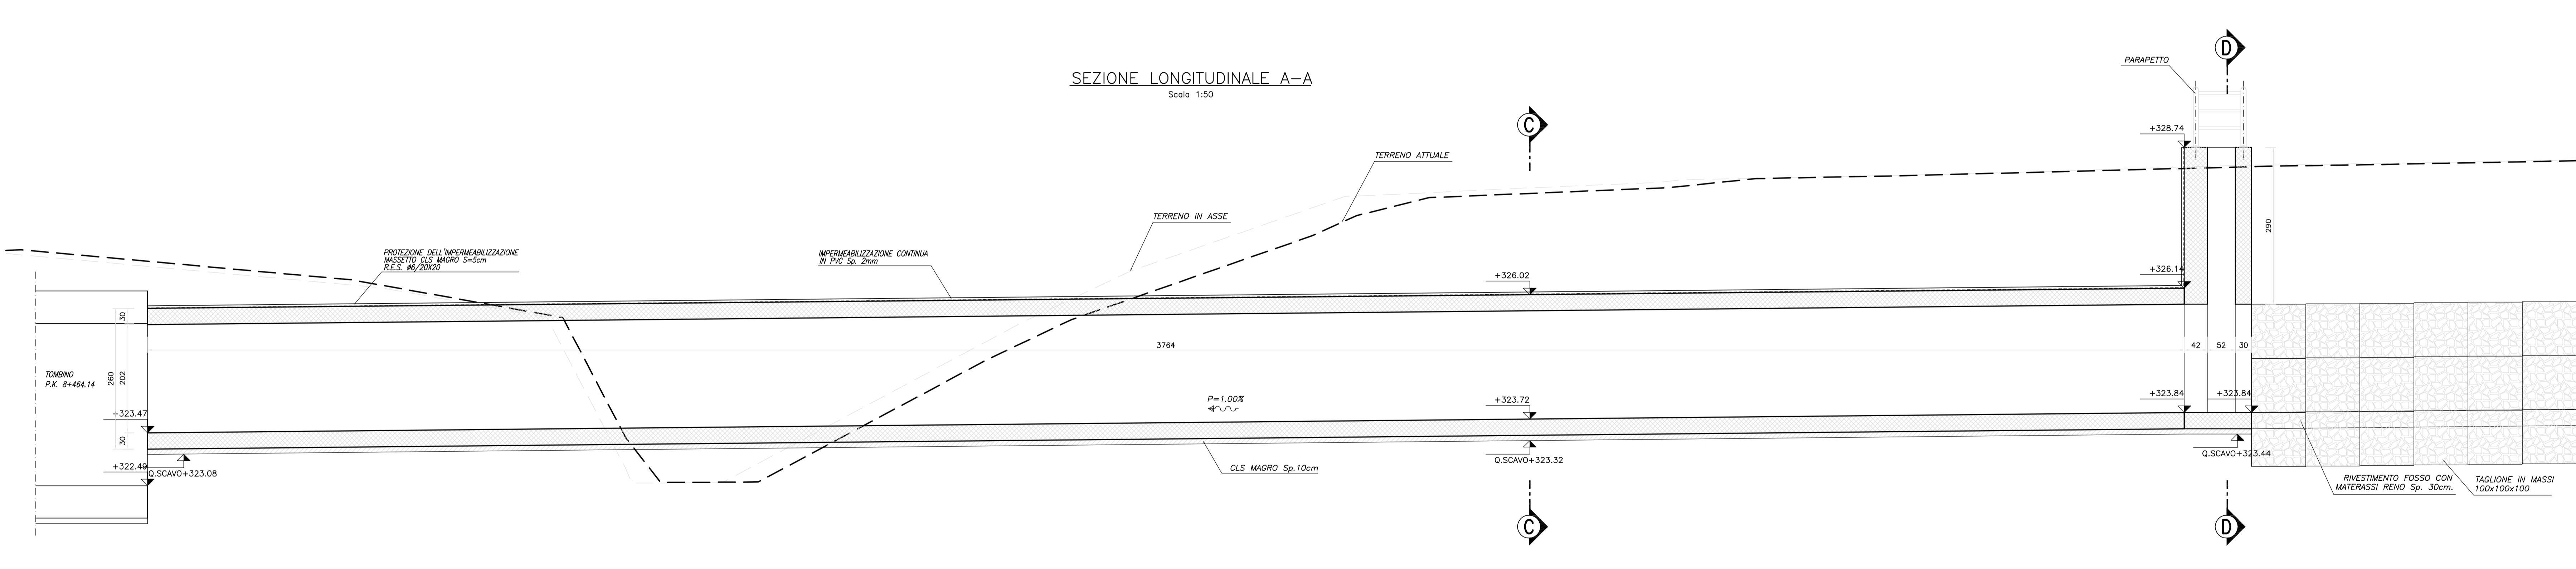 SEZIONE LONGITUDINALE A-A
Scala 1:50
D
PARAPETTO
C
+328.74
TERRENO ATTUALE
TERRENO IN ASSE
290
PROTEZIONE DELL'IMPERMEABILIZZAZIONE
MASSETTO CLS MAGRO S=5cm
R.E.S. ø6/20X20
IMPERMEABILIZZAZIONE CONTINUA
IN PVC Sp. 2mm
+326.02
+326.14
30
3764
42
52
30
TOMBINO
P.K. 8+464.14
260
202
P=1.00%
+323.47
+323.72
+323.84
+323.84
30
+322.49
Q.SCAVO+323.08
CLS MAGRO Sp.10cm
Q.SCAVO+323.32
Q.SCAVO+323.44
RIVESTIMENTO FOSSO CON
MATERASSI RENO Sp. 30cm.
TAGLIONE IN MASSI
100x100x100
C
D